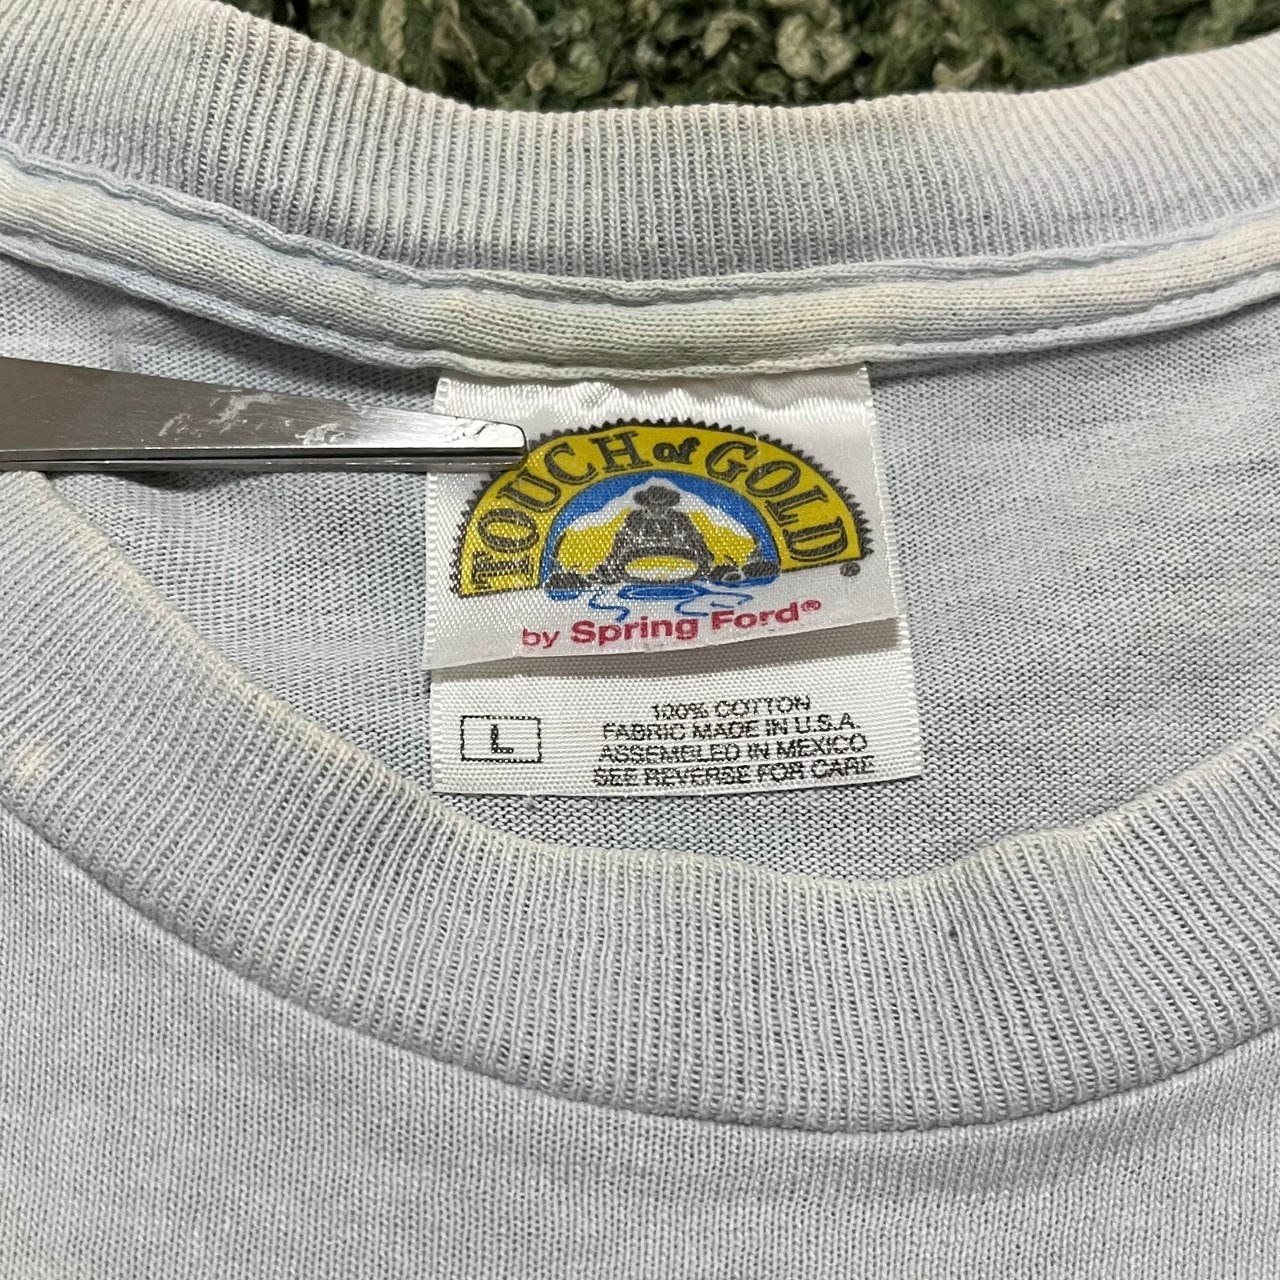 TOUCH of GOLD®
by Spring Ford®
L
100% COTTON
FABRIC MADE IN U.S.A.
ASSEMBLED IN MEXICO
SEE REVERSE FOR CARE